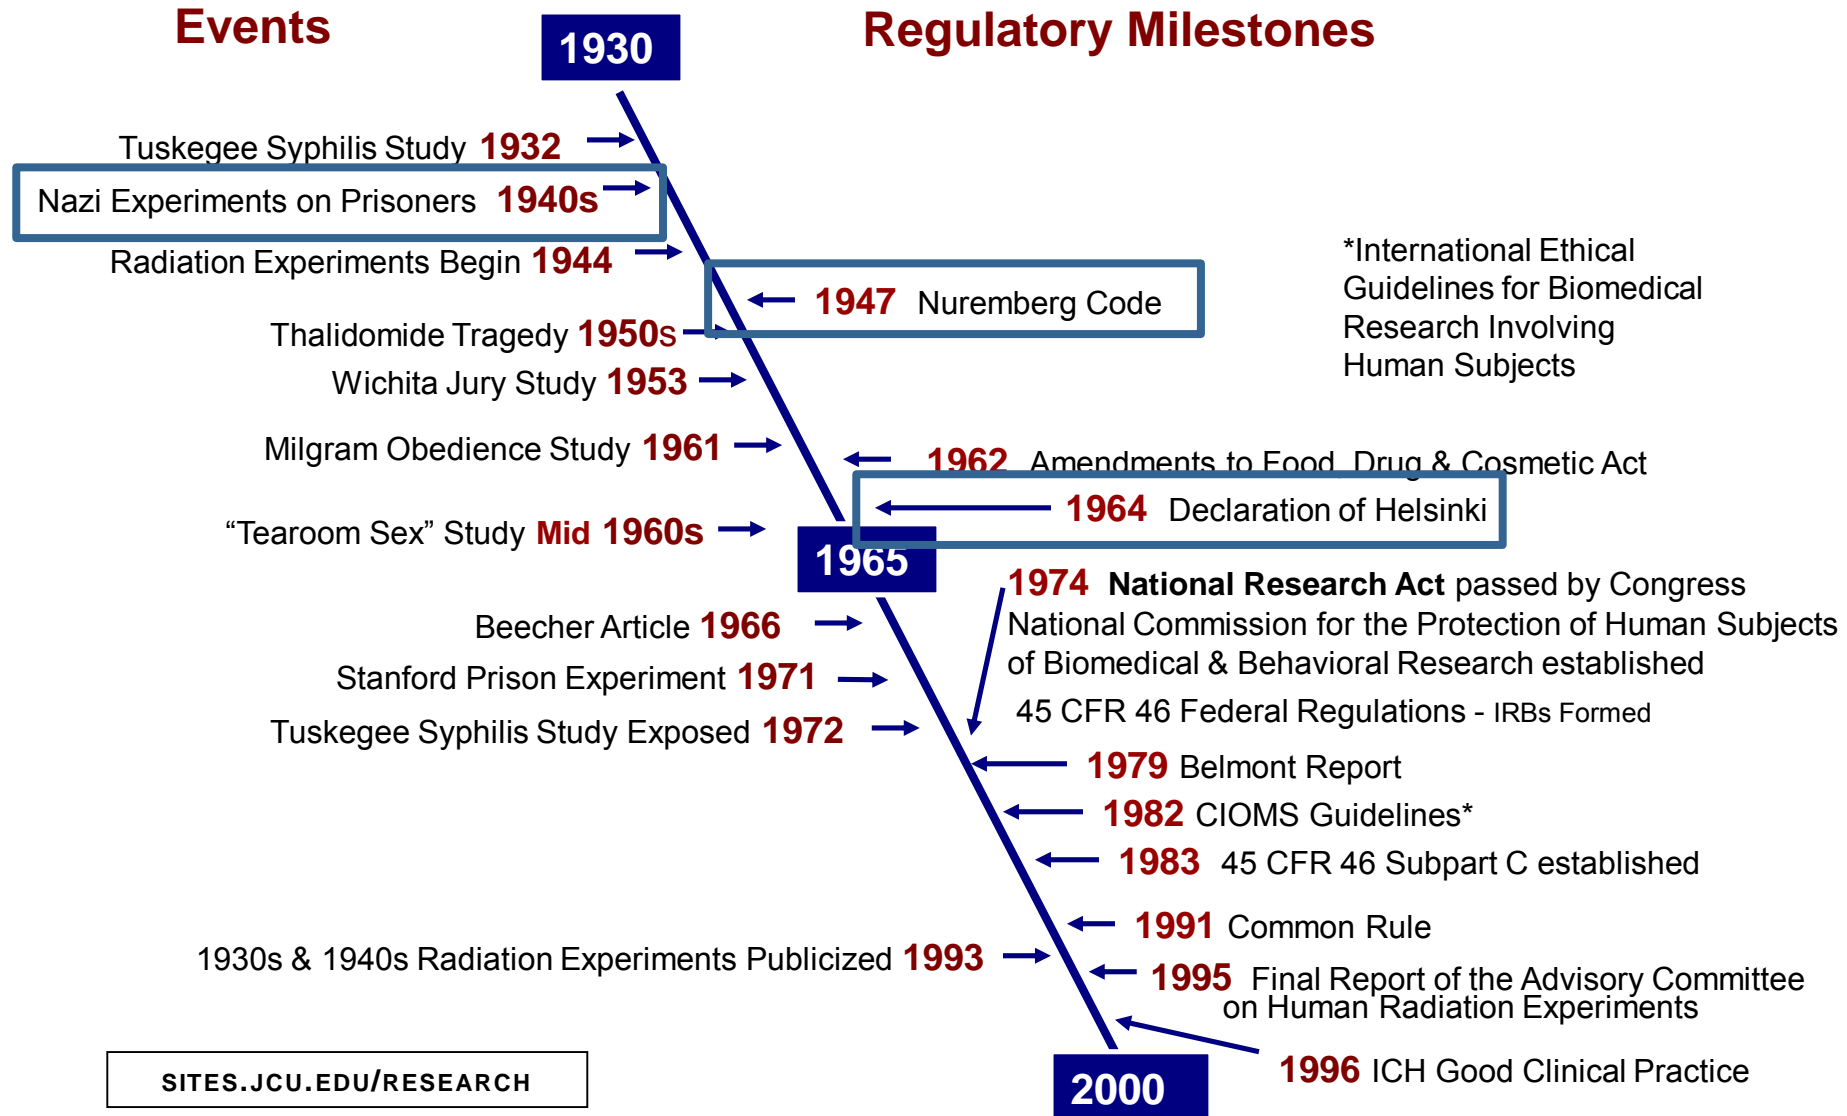 Events
1930
Regulatory Milestones
Tuskegee Syphilis Study 1932
Nazi Experiments on Prisoners 1940s
Radiation Experiments Begin 1944
*International Ethical
Guidelines for Biomedical
Research Involving
Human Subjects
1947 Nuremberg Code
Thalidomide Tragedy 1950s
Wichita Jury Study 1953
Milgram Obedience Study 1961
1962 Amendments to Food, Drug & Cosmetic Act
1964 Declaration of Helsinki
“Tearoom Sex” Study Mid 1960s
1965
1974 National Research Act passed by Congress
National Commission for the Protection of Human Subjects
of Biomedical & Behavioral Research established
45 CFR 46 Federal Regulations - IRBs Formed
Beecher Article 1966
Stanford Prison Experiment 1971
Tuskegee Syphilis Study Exposed 1972
1979 Belmont Report
1982 CIOMS Guidelines*
1983 45 CFR 46 Subpart C established
1991 Common Rule
1930s & 1940s Radiation Experiments Publicized 1993
1995 Final Report of the Advisory Committee
on Human Radiation Experiments
1996 ICH Good Clinical Practice
2000
SITES.JCU.EDU/RESEARCH